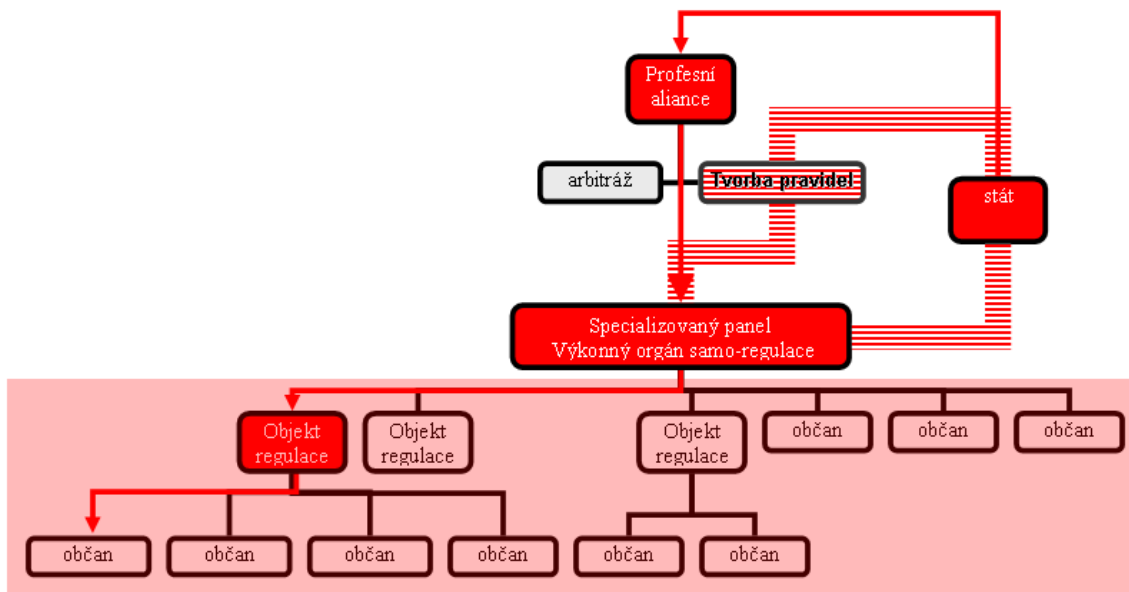 Profesní
aliance
arbitráž
Tvorba pravidel
stát
Specializovaný panel
Výkonný orgán samo-regulace
Objekt
regulace
Objekt
regulace
Objekt
regulace
občan
občan
občan
občan
občan
občan
občan
občan
občan